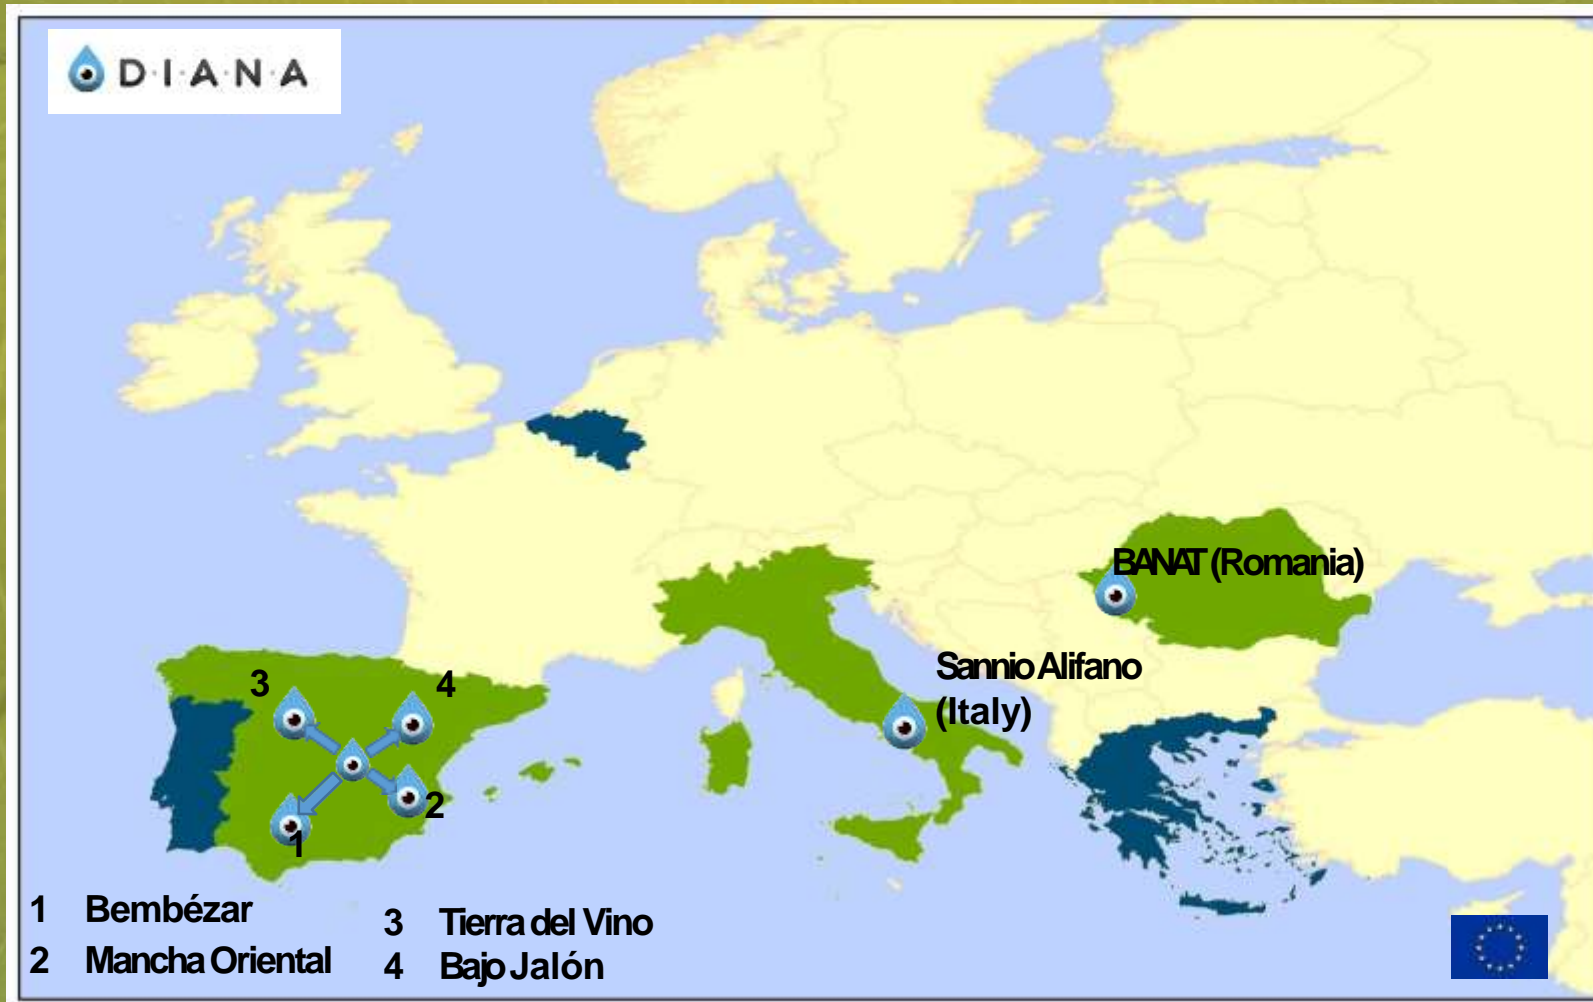 D·I·A·N·A
BANAT (Romania)
Sannio Alifano
(Italy)
3
4
2
1
1 Bembézar
2 Mancha Oriental
3 Tierra del Vino
4 Bajo Jalón